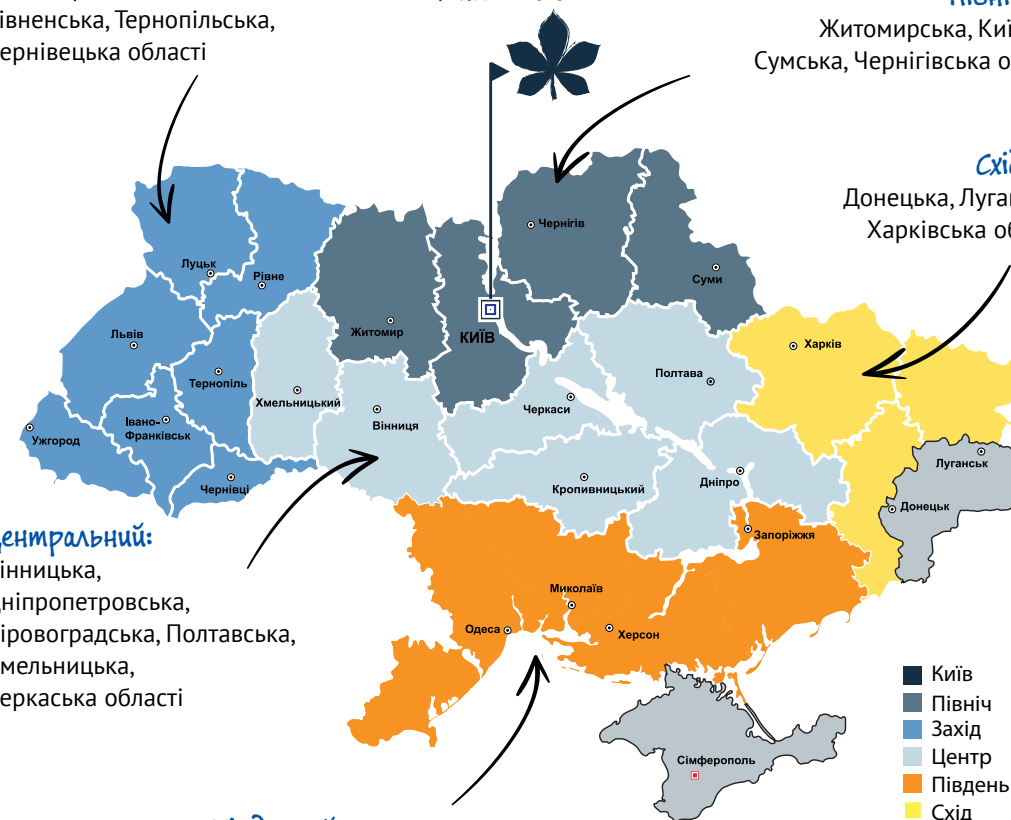 івненська, Тернопільська,
ернівецька області
Житомирська, Киї
Сумська, Чернігівська о
Схі
Донецька, Луган
Харківська об
Чернігів
Луцьк
Рівне
Суми
Львів
Житомир
КИЇВ
Харків
Тернопіль
Хмельницький
Полтава
Черкаси
Вінниця
Івано-
Франківськ
Ужгород
Чернівці
Кропивницький
Дніпро
Луганськ
Донецьк
Запоріжжя
ентральний:
інницька,
ніпропетровська,
іровоградська, Полтавська,
мельницька,
еркаська області
Миколаїв
Одеса
Херсон
Сімферополь
Київ
Північ
Захід
Центр
Південь
Схід